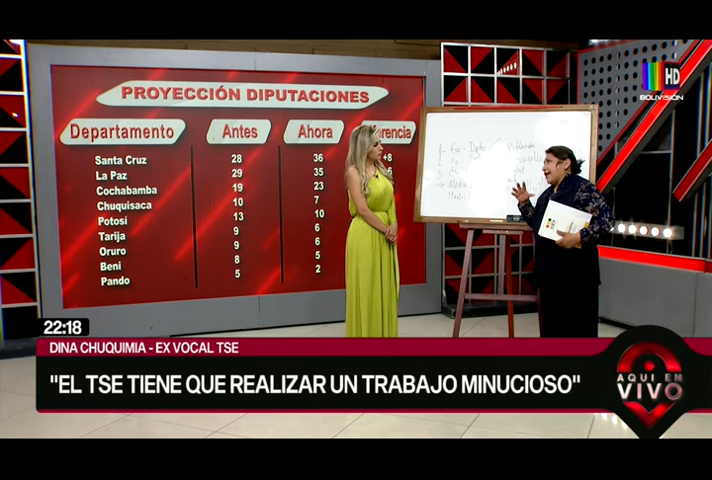 PROYECCIÓN DIPUTACIONES
Departamento Antes Ahora
Santa Cruz 28 36 +8
La Paz 29 35
Cochabamba 19 23
Chuquisaca 10 7
Potosí 13 10
Tarija 9 6
Oruro 9 6
Beni 8 5
Pando 5 2
HD
BOLIVISIÓN
22:18
DINA CHUQUIMIA - EX VOCAL TSE
"EL TSE TIENE QUE REALIZAR UN TRABAJO MINUCIOSO"
AQUI EN
VIVO